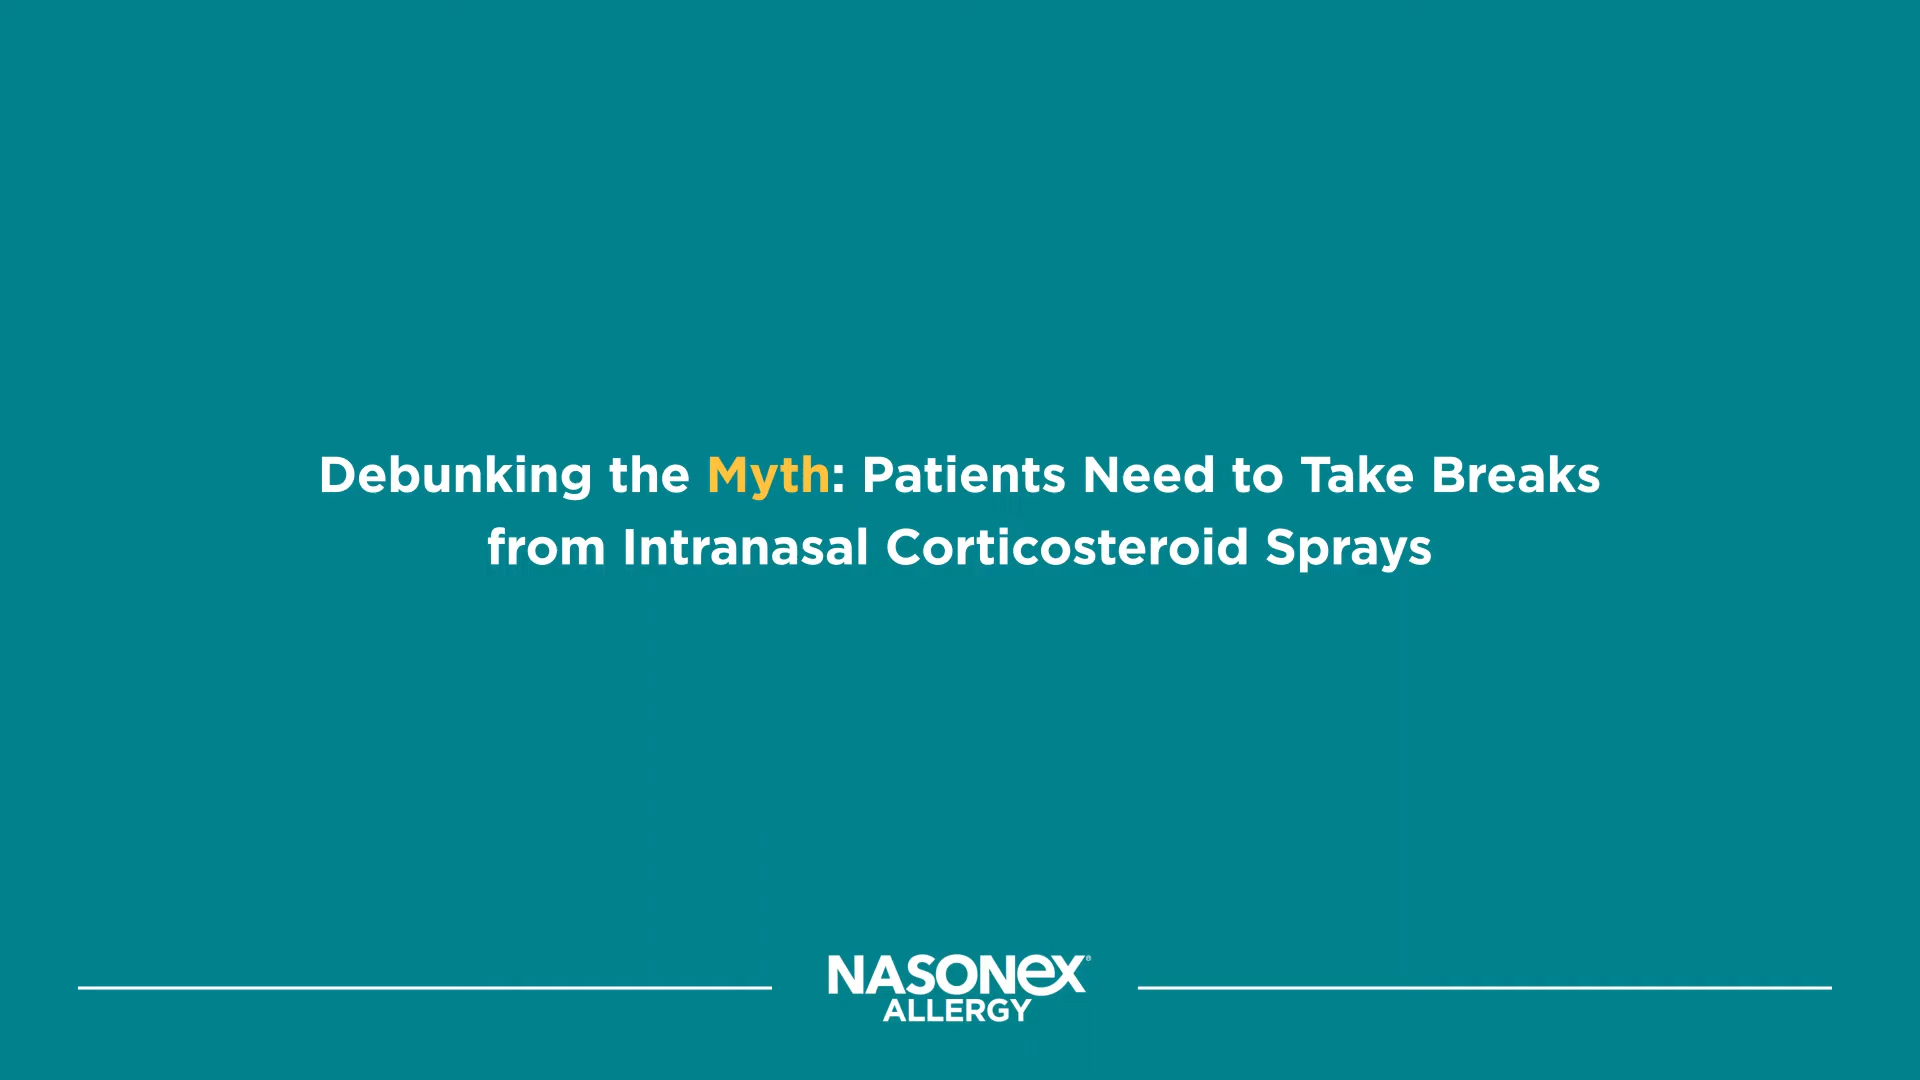 Debunking the Myth: Patients Need to Take Breaks
from Intranasal Corticosteroid Sprays
NASONEX®
ALLERGY